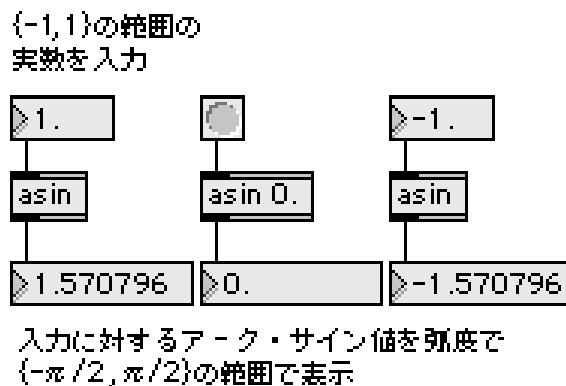 {-1,1}の範囲の
実数を入力
1. -1.
asin asin 0. asin
1.570796 0. -1.570796
入力に対するアーク・サイン値を弧度で
{-π/2,π/2}の範囲で表示